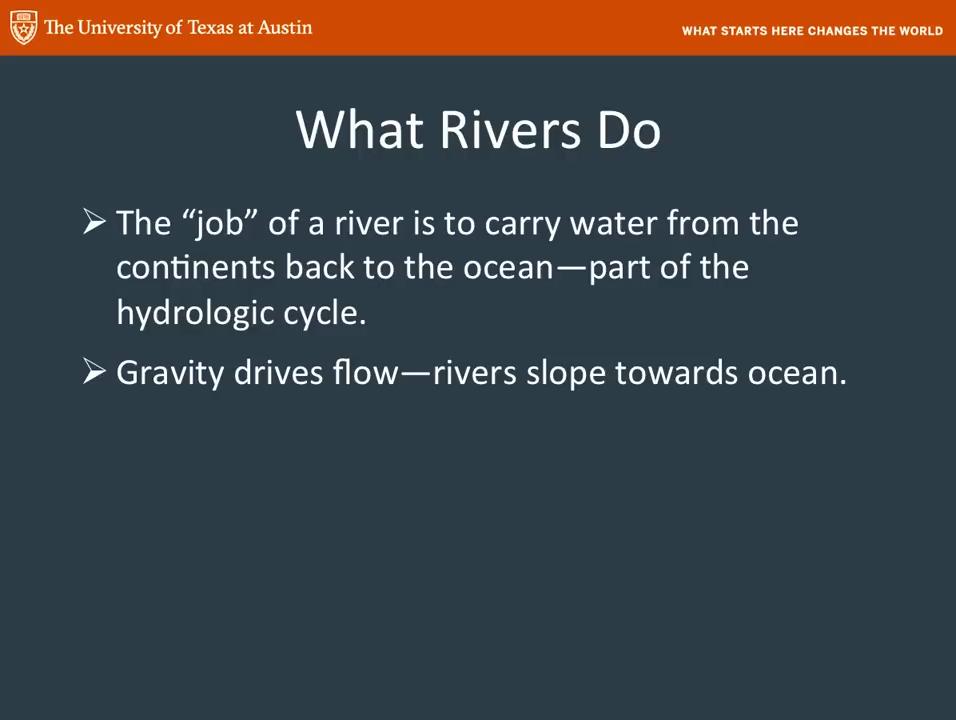 The University of Texas at Austin
WHAT STARTS HERE CHANGES THE WORLD
What Rivers Do
➢ The “job” of a river is to carry water from the
continents back to the ocean—part of the
hydrologic cycle.
➢ Gravity drives flow—rivers slope towards ocean.